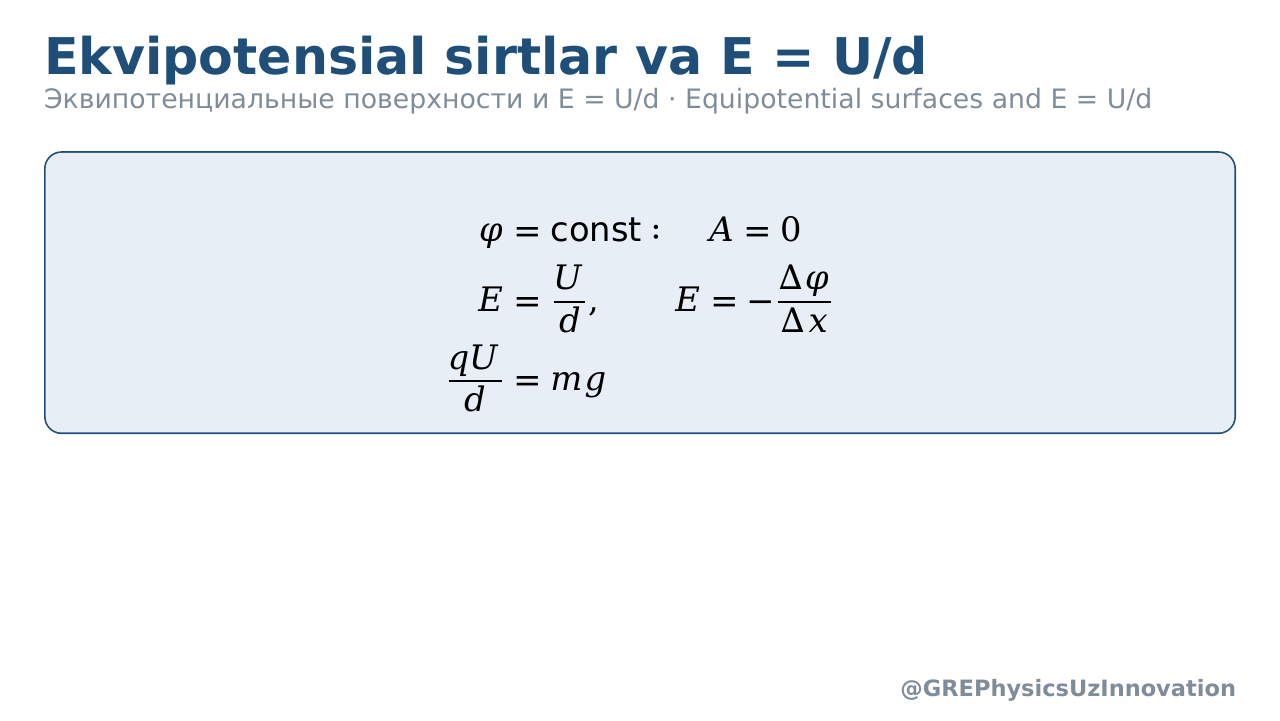 Ekvipotensial sirtlar va E = U/d
Эквипотенциальные поверхности и E = U/d · Equipotential surfaces and E = U/d
φ = const : A = 0
E = U/d, E = −Δφ/Δx
qU/d = mg
@GREPhysicsUzInnovation